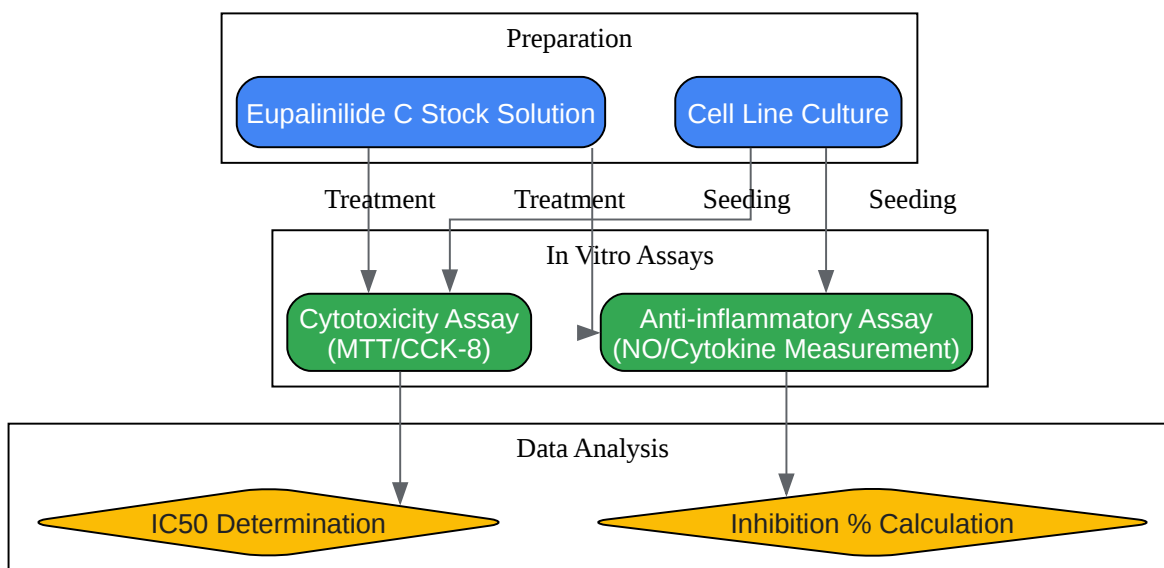 Preparation
Eupalinilide C Stock Solution
Cell Line Culture
Treatment
Treatment
Seeding
Seeding
In Vitro Assays
Cytotoxicity Assay
(MTT/CCK-8)
Anti-inflammatory Assay
(NO/Cytokine Measurement)
Data Analysis
IC50 Determination
Inhibition % Calculation